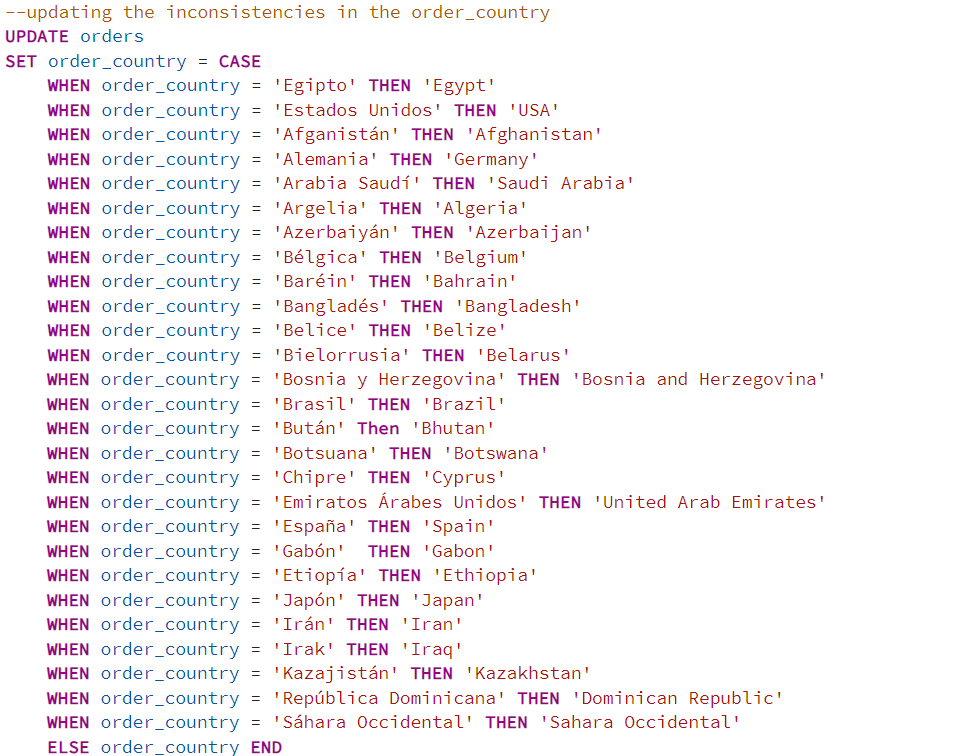 --updating the inconsistencies in the order_country
UPDATE orders
SET order_country = CASE
    WHEN order_country = 'Egipto' THEN 'Egypt'
    WHEN order_country = 'Estados Unidos' THEN 'USA'
    WHEN order_country = 'Afganistán' THEN 'Afghanistan'
    WHEN order_country = 'Alemania' THEN 'Germany'
    WHEN order_country = 'Arabia Saudí' THEN 'Saudi Arabia'
    WHEN order_country = 'Argelia' THEN 'Algeria'
    WHEN order_country = 'Azerbaiyán' THEN 'Azerbaijan'
    WHEN order_country = 'Bélgica' THEN 'Belgium'
    WHEN order_country = 'Baréin' THEN 'Bahrain'
    WHEN order_country = 'Bangladés' THEN 'Bangladesh'
    WHEN order_country = 'Belice' THEN 'Belize'
    WHEN order_country = 'Bielorrusia' THEN 'Belarus'
    WHEN order_country = 'Bosnia y Herzegovina' THEN 'Bosnia and Herzegovina'
    WHEN order_country = 'Brasil' THEN 'Brazil'
    WHEN order_country = 'Bután' Then 'Bhutan'
    WHEN order_country = 'Botsuana' THEN 'Botswana'
    WHEN order_country = 'Chipre' THEN 'Cyprus'
    WHEN order_country = 'Emiratos Árabes Unidos' THEN 'United Arab Emirates'
    WHEN order_country = 'España' THEN 'Spain'
    WHEN order_country = 'Gabón'  THEN 'Gabon'
    WHEN order_country = 'Etiopía' THEN 'Ethiopia'
    WHEN order_country = 'Japón' THEN 'Japan'
    WHEN order_country = 'Irán' THEN 'Iran'
    WHEN order_country = 'Irak' THEN 'Iraq'
    WHEN order_country = 'Kazajistán' THEN 'Kazakhstan'
    WHEN order_country = 'República Dominicana' THEN 'Dominican Republic'
    WHEN order_country = 'Sáhara Occidental' THEN 'Sahara Occidental'
    ELSE order_country END